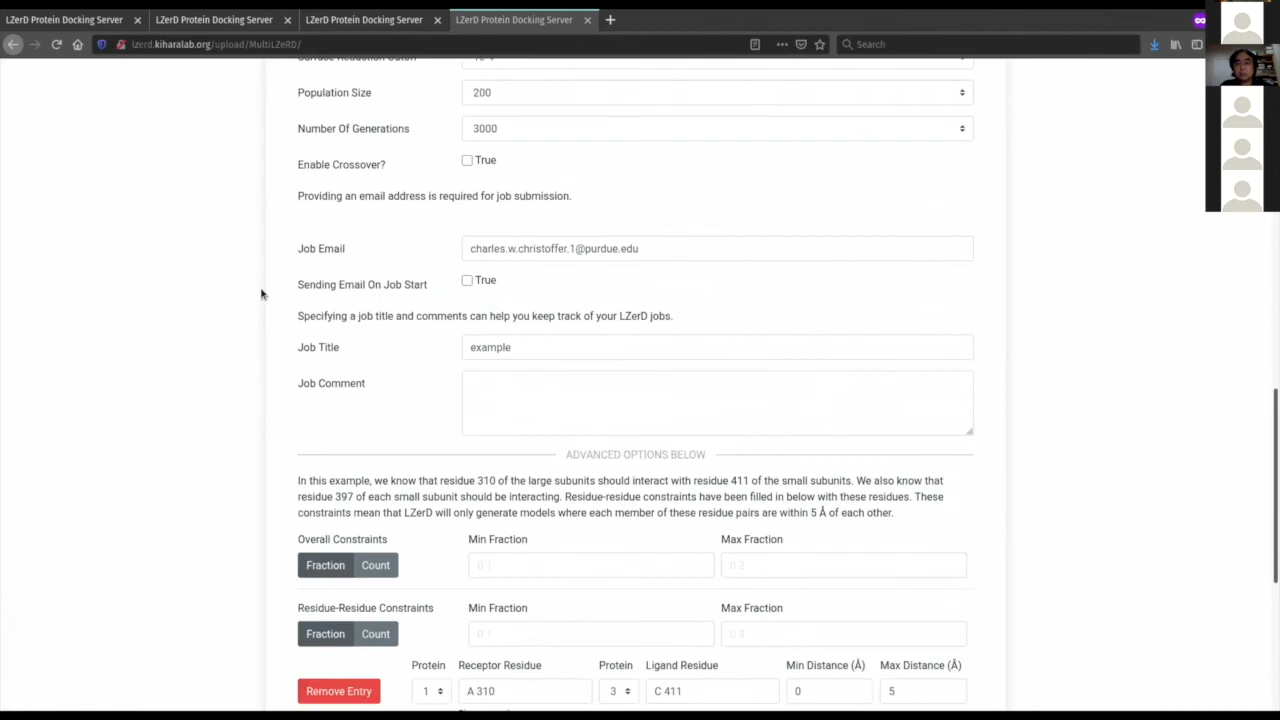 LZerD Protein Docking Server
LZerD Protein Docking Server
LZerD Protein Docking Server
LZerD Protein Docking Server
lzerd.kiharalab.org/upload/MultiLZeRD/
Search
Population Size
200
Number Of Generations
3000
Enable Crossover?
True
Providing an email address is required for job submission.
Job Email
charles.w.christoffer.1@purdue.edu
Sending Email On Job Start
True
Specifying a job title and comments can help you keep track of your LZerD jobs.
Job Title
example
Job Comment
ADVANCED OPTIONS BELOW
In this example, we know that residue 310 of the large subunits should interact with residue 411 of the small subunits. We also know that
residue 397 of each small subunit should be interacting. Residue-residue constraints have been filled in below with these residues. These
constraints mean that LZerD will only generate models where each member of these residue pairs are within 5 Å of each other.
Overall Constraints
Min Fraction
Max Fraction
Fraction
Count
0.1
0.2
Residue-Residue Constraints
Min Fraction
Max Fraction
Fraction
Count
0.1
0.3
Protein
Receptor Residue
Protein
Ligand Residue
Min Distance (Å)
Max Distance (Å)
Remove Entry
1
A 310
3
C 411
0
5